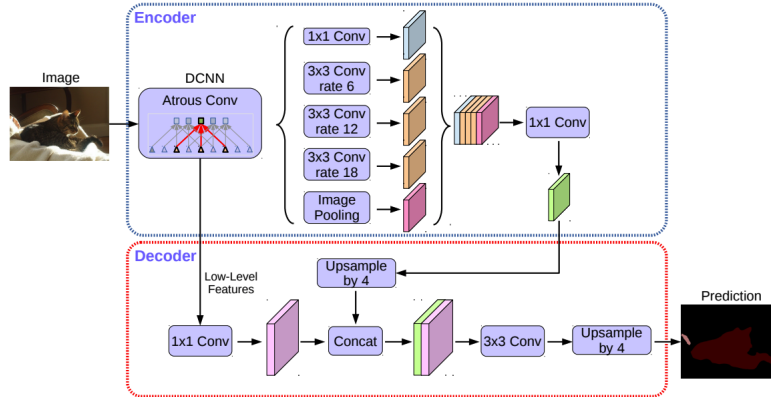 Encoder
Image
DCNN
Atrous Conv
1x1 Conv
3x3 Conv
rate 6
3x3 Conv
rate 12
3x3 Conv
rate 18
Image
Pooling
1x1 Conv
Decoder
Low-Level
Features
Upsample
by 4
1x1 Conv
Concat
3x3 Conv
Upsample
by 4
Prediction